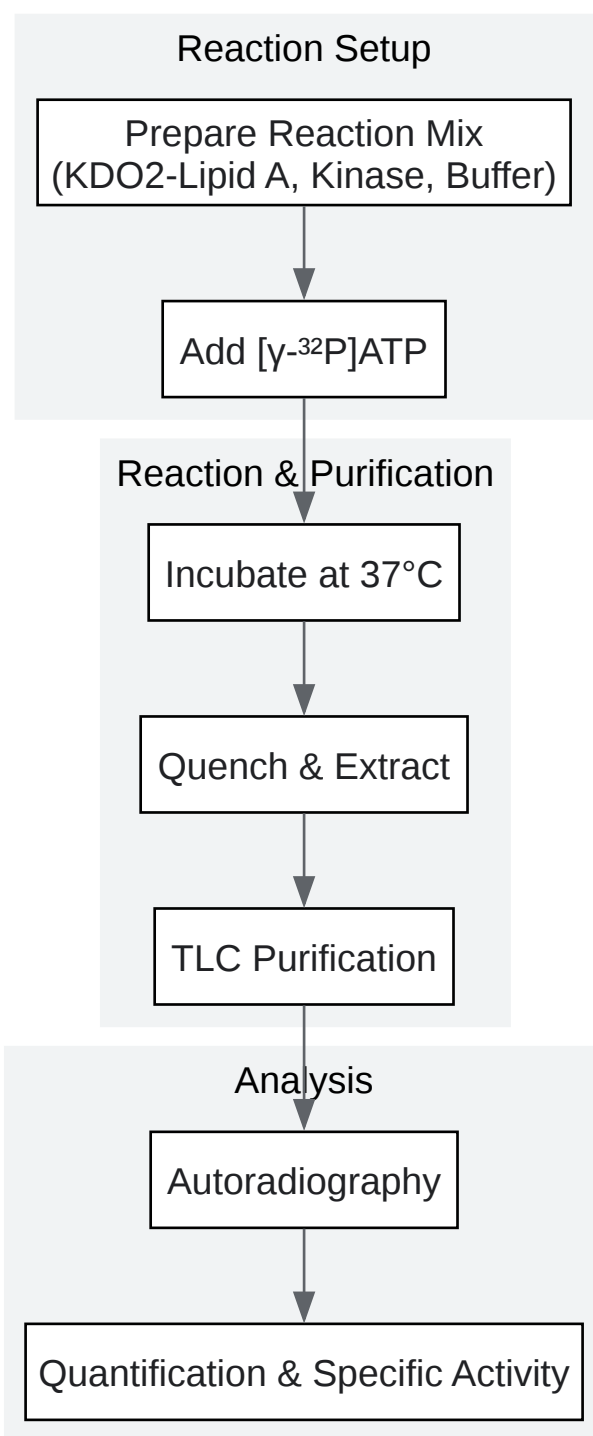 Reaction Setup
Prepare Reaction Mix
(KDO2-Lipid A, Kinase, Buffer)
Add [γ-³²P]ATP
Reaction & Purification
Incubate at 37°C
Quench & Extract
TLC Purification
Analysis
Autoradiography
Quantification & Specific Activity